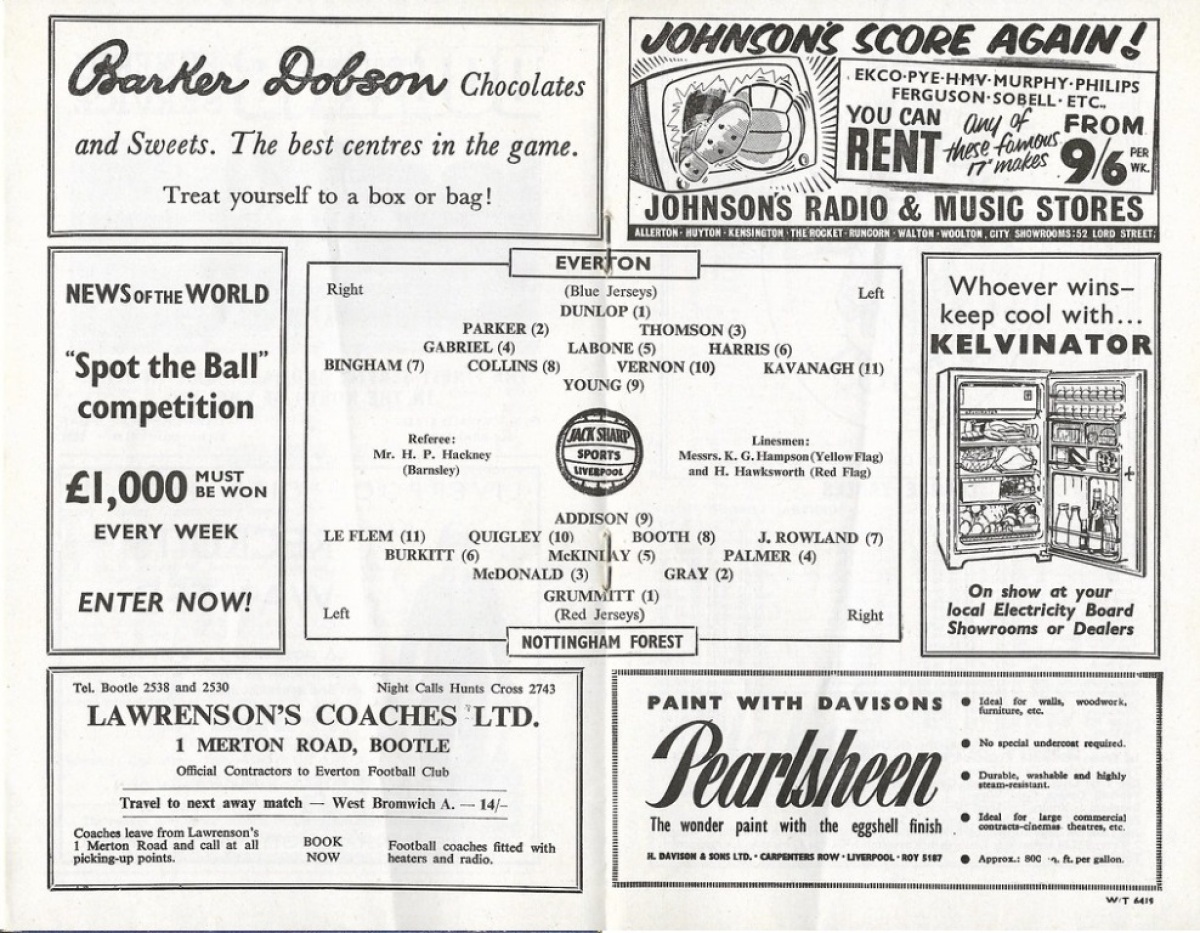 Barker Dobson Chocolates
and Sweets. The best centres in the game.
Treat yourself to a box or bag!
JOHNSON'S SCORE AGAIN!
EKCO·PYE·HMV·MURPHY·PHILIPS
FERGUSON·SOBELL·ETC.,
YOU CAN
RENT
any of
these famous
17" makes
FROM
9/6 PER
WK.
JOHNSON'S RADIO & MUSIC STORES
ALLERTON · HUYTON · KENSINGTON · THE ROCKET · RUNCORN · WALTON · WOOLTON, CITY SHOWROOMS: 52 LORD STREET,
NEWS OF THE WORLD
"Spot the Ball"
competition
£1,000 MUST
BE WON
EVERY WEEK
ENTER NOW!
EVERTON
Right (Blue Jerseys) Left
DUNLOP (1)
PARKER (2) THOMSON (3)
GABRIEL (4) LABONE (5) HARRIS (6)
BINGHAM (7) COLLINS (8) VERNON (10) KAVANAGH (11)
YOUNG (9)
Referee:
Mr. H. P. Hackney
(Barnsley)
JACK SHARP
SPORTS
LIVERPOOL
Linesmen:
Messrs. K. G. Hampson (Yellow Flag)
and H. Hawksworth (Red Flag)
ADDISON (9)
LE FLEM (11) QUIGLEY (10) BOOTH (8) J. ROWLAND (7)
BURKITT (6) McKINLAY (5) PALMER (4)
McDONALD (3) GRAY (2)
GRUMMITT (1)
Left (Red Jerseys) Right
NOTTINGHAM FOREST
Whoever wins–
keep cool with...
KELVINATOR
On show at your
local Electricity Board
Showrooms or Dealers
Tel. Bootle 2538 and 2530 Night Calls Hunts Cross 2743
LAWRENSON'S COACHES LTD.
1 MERTON ROAD, BOOTLE
Official Contractors to Everton Football Club
Travel to next away match — West Bromwich A. — 14/–
Coaches leave from Lawrenson's
1 Merton Road and call at all
picking-up points.
BOOK
NOW
Football coaches fitted with
heaters and radio.
PAINT WITH DAVISONS
Pearlsheen
The wonder paint with the eggshell finish
H. DAVISON & SONS LTD. · CARPENTERS ROW · LIVERPOOL · ROY 5187
● Ideal for walls, woodwork,
furniture, etc.
● No special undercoat required.
● Durable, washable and highly
steam-resistant.
● Ideal for large commercial
contracts-cinemas theatres, etc.
● Approx.: 800 ft. per gallon.
W/T 6415